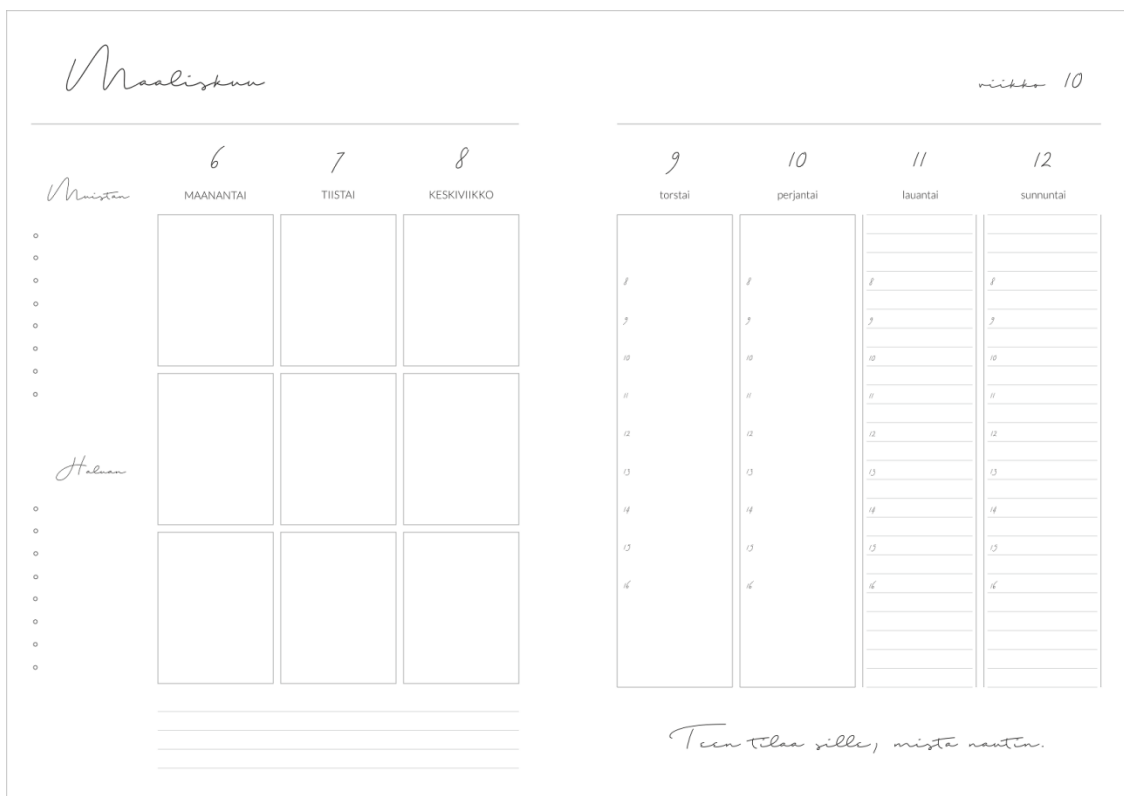 Maaliskuu
viikko 10
6 7 8
Muistan MAANANTAI TIISTAI KESKIVIIKKO
Haluan
9 10 11 12
torstai perjantai lauantai sunnuntai
8 8 8 8
9 9 9 9
10 10 10 10
11 11 11 11
12 12 12 12
13 13 13 13
14 14 14 14
15 15 15 15
16 16 16 16
Teen tilaa sille, mistä nautin.